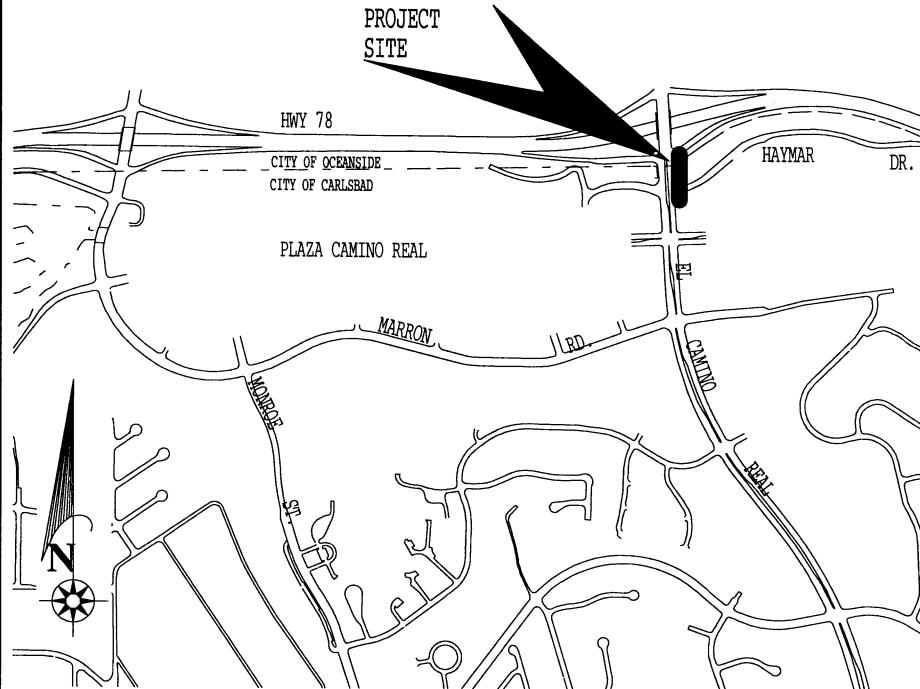 PROJECT
SITE
HWY 78
CITY OF OCEANSIDE
CITY OF CARLSBAD
HAYMAR DR.
PLAZA CAMINO REAL
EL
CAMINO
REAL
MARRON RD.
MONROE
ST.
N